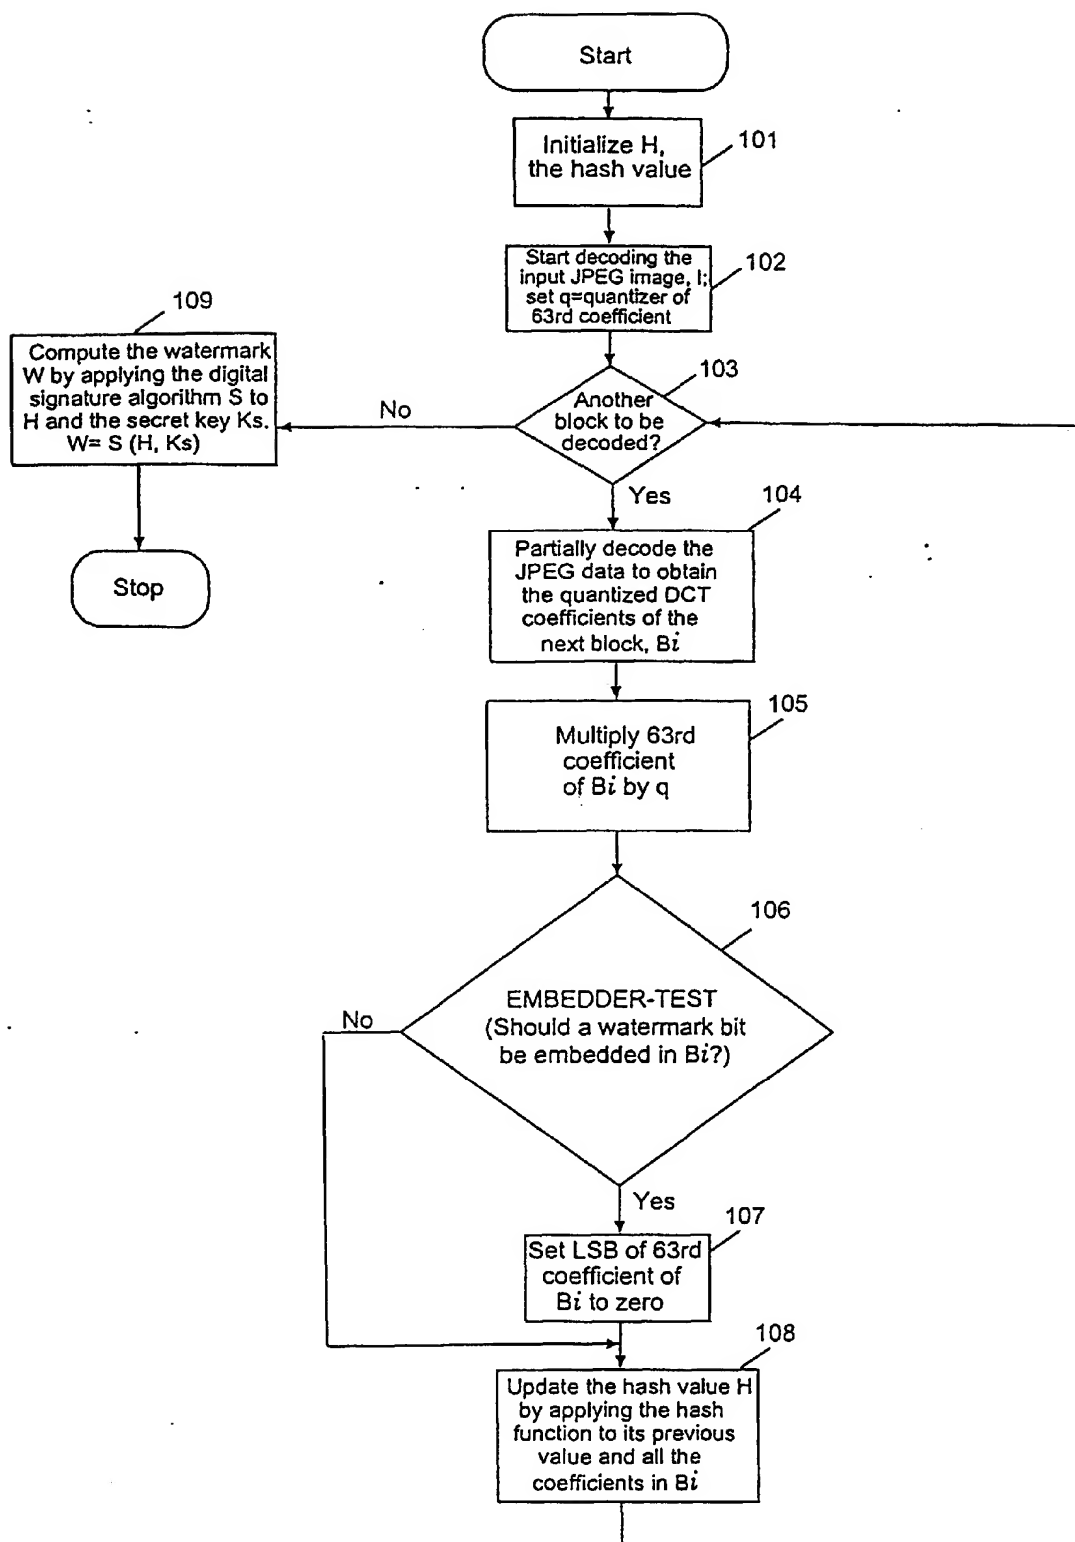 Start
101
Initialize H,
the hash value
102
Start decoding the
input JPEG image, I;
set q=quantizer of
63rd coefficient
109
Compute the watermark
W by applying the digital
signature algorithm S to
H and the secret key Ks.
W= S (H, Ks)
103
Another
block to be
decoded?
No
Yes
Stop
104
Partially decode the
JPEG data to obtain
the quantized DCT
coefficients of the
next block, Bi
105
Multiply 63rd
coefficient
of Bi by q
106
EMBEDDER-TEST
(Should a watermark bit
be embedded in Bi?)
No
Yes
107
Set LSB of 63rd
coefficient of
Bi to zero
108
Update the hash value H
by applying the hash
function to its previous
value and all the
coefficients in Bi